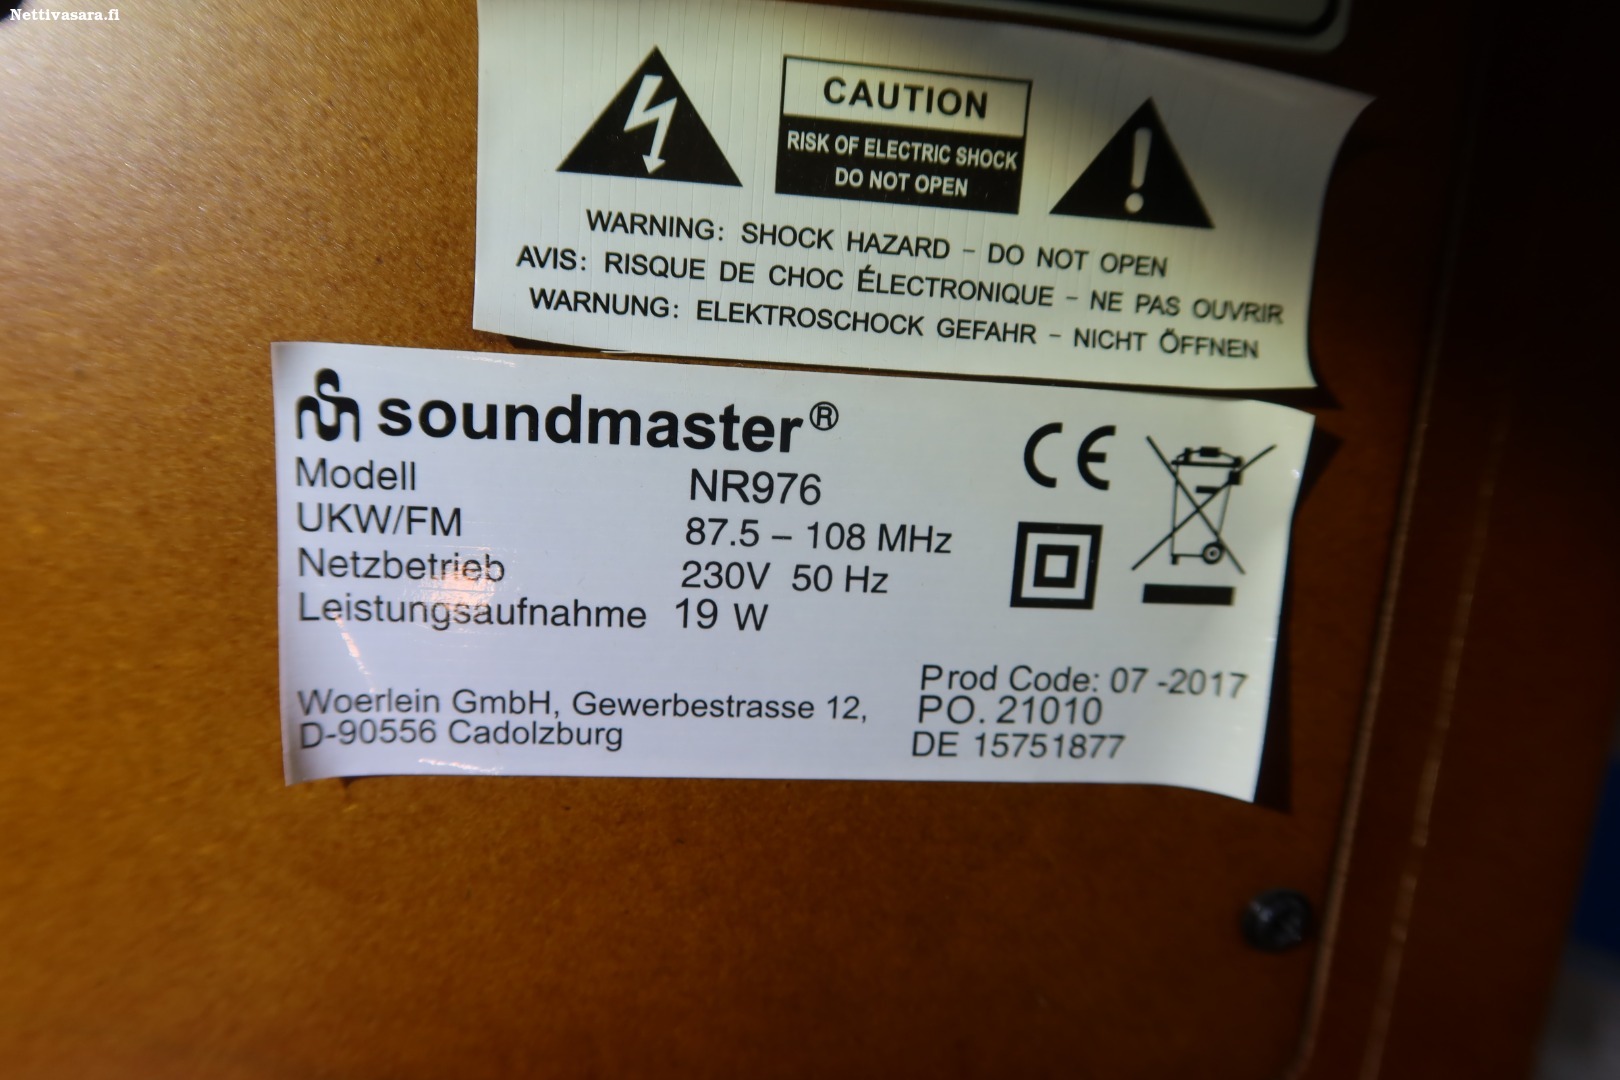 Nettivasara.fi
CAUTION
RISK OF ELECTRIC SHOCK
DO NOT OPEN
WARNING: SHOCK HAZARD - DO NOT OPEN
AVIS: RISQUE DE CHOC ÉLECTRONIQUE - NE PAS OUVRIR
WARNUNG: ELEKTROSCHOCK GEFAHR - NICHT ÖFFNEN
soundmaster®
Modell NR976
UKW/FM 87.5 – 108 MHz
Netzbetrieb 230V 50 Hz
Leistungsaufnahme 19 W
CE
Woerlein GmbH, Gewerbestrasse 12,
D-90556 Cadolzburg
Prod Code: 07 -2017
PO. 21010
DE 15751877